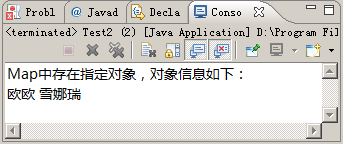 Probl @ Javad Decla Conso
<terminated> Test2 (2) [Java Application] D:\Program Fil
Map中存在指定对象，对象信息如下：
欧欧 雪娜瑞